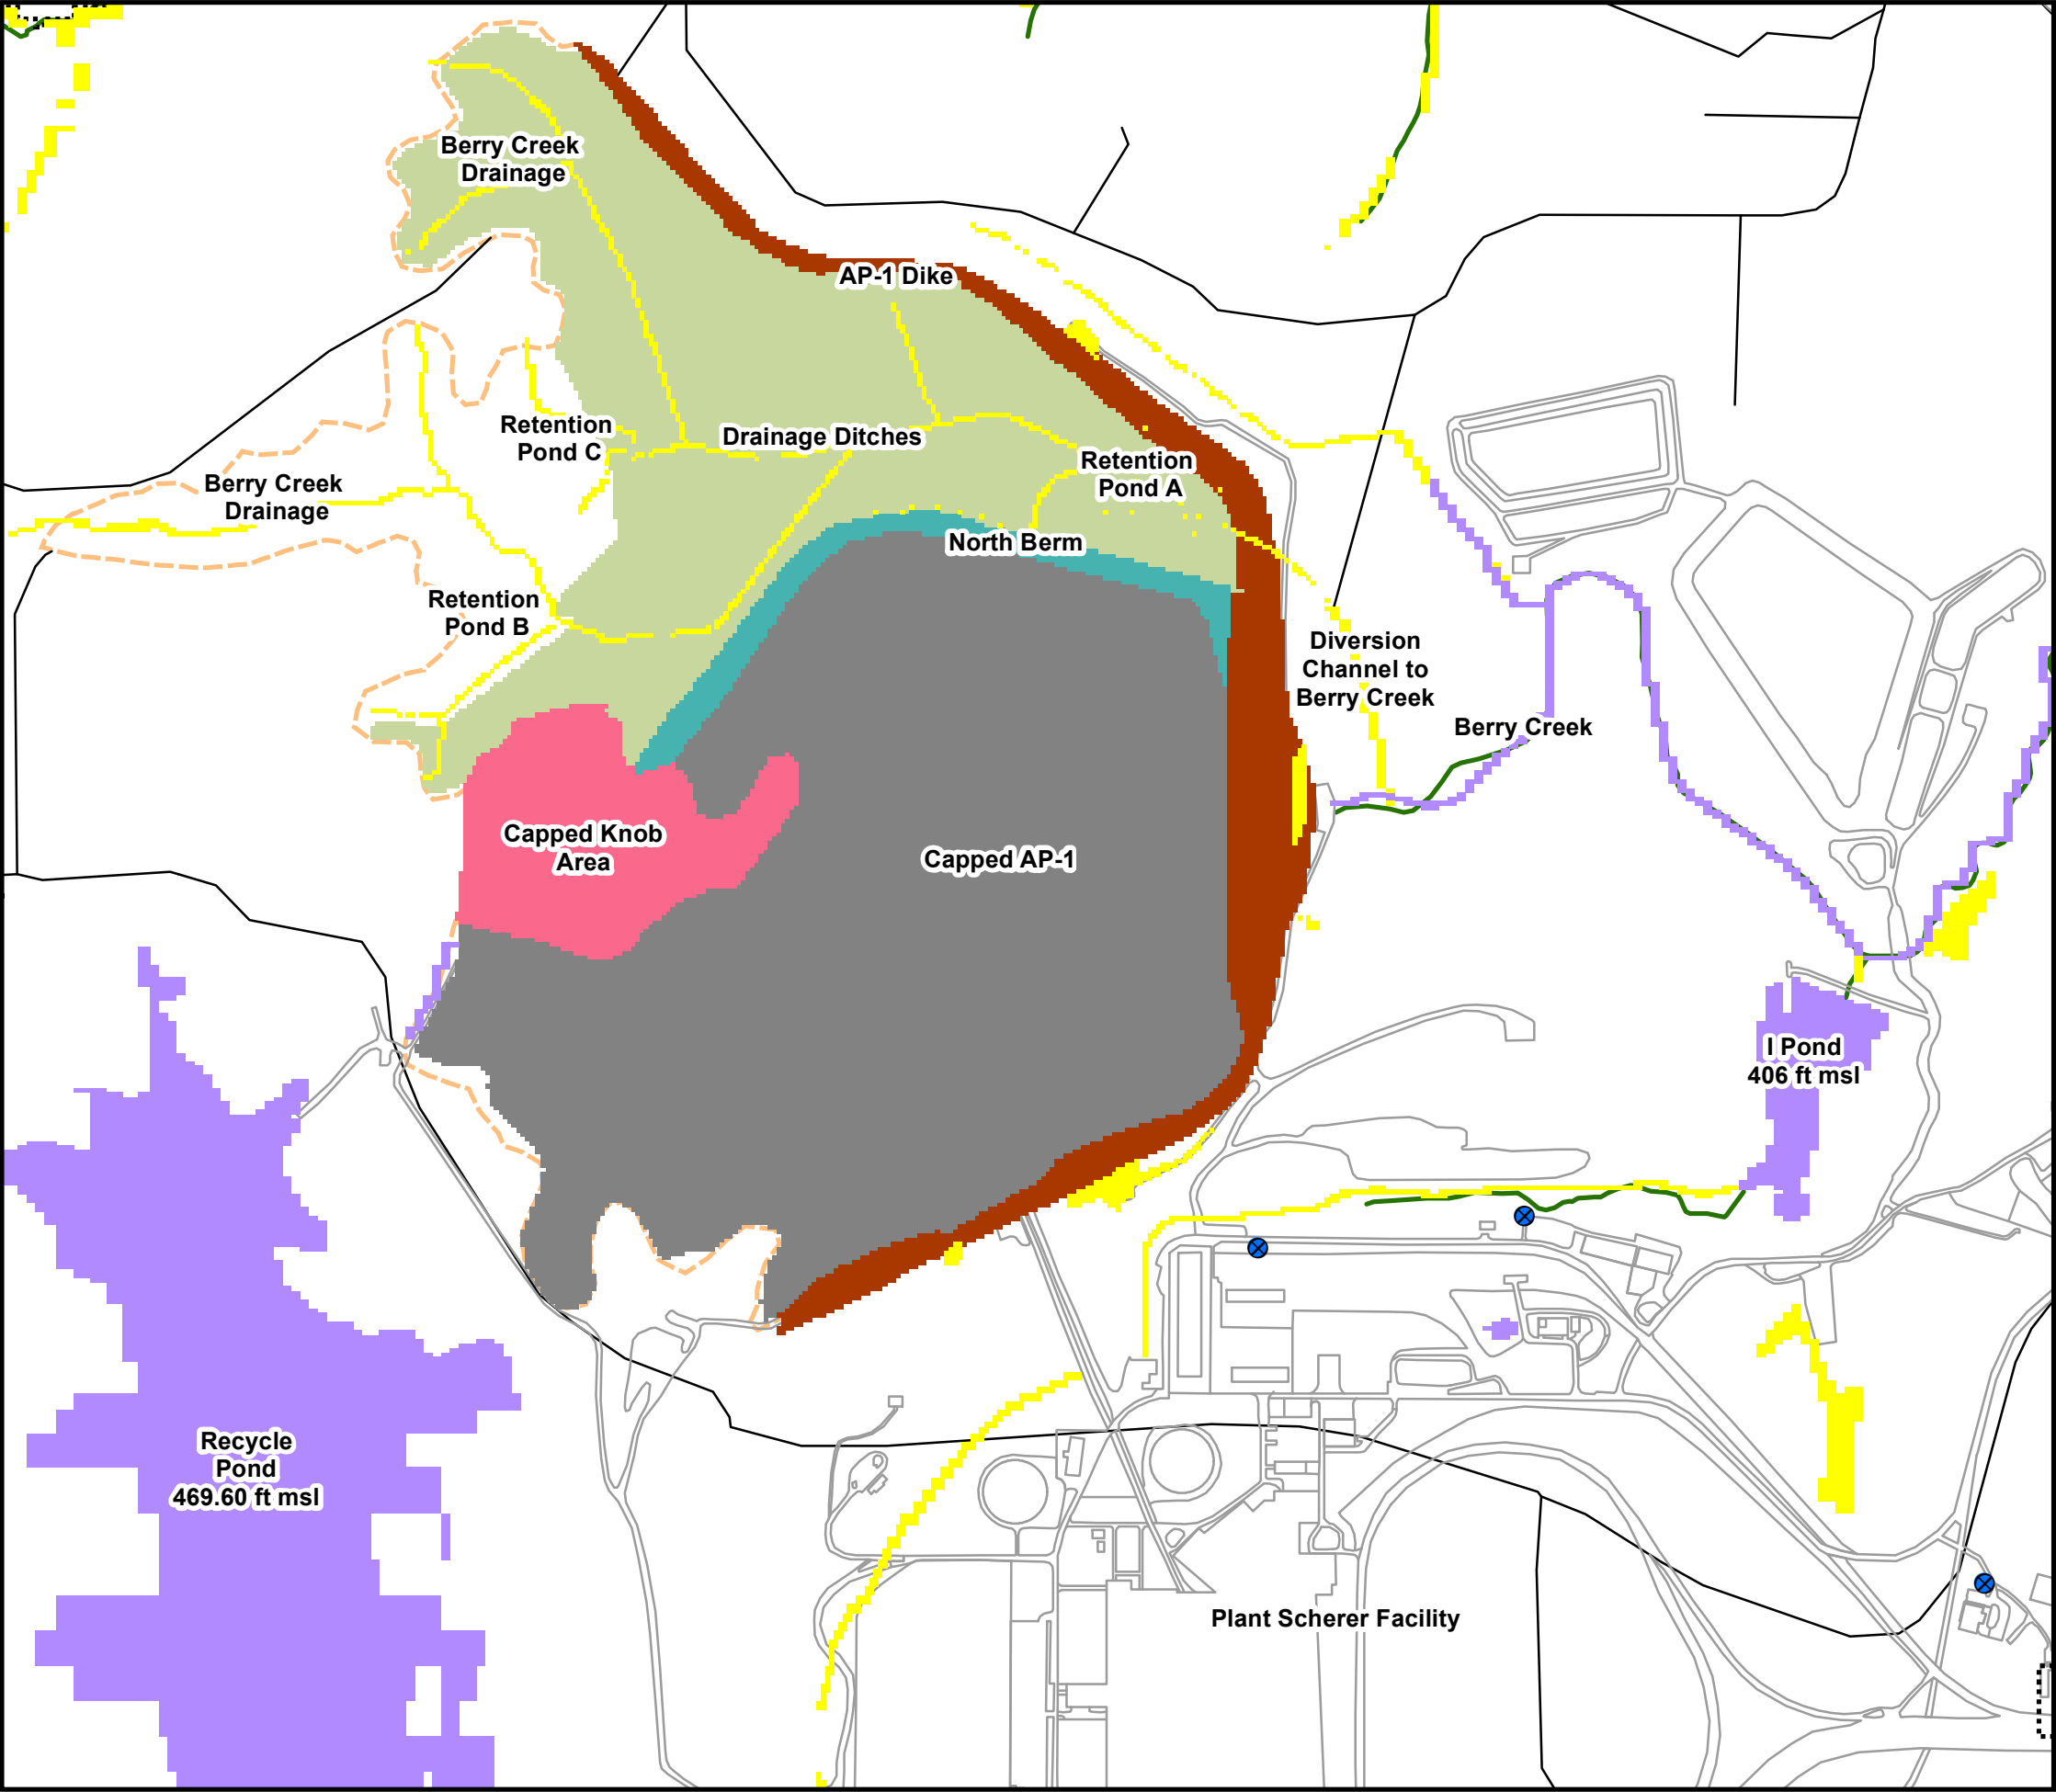 Berry Creek
Drainage
AP-1 Dike
Retention
Pond C
Drainage Ditches
Retention
Pond A
Berry Creek
Drainage
North Berm
Retention
Pond B
Diversion
Channel to
Berry Creek
Berry Creek
Capped Knob
Area
Capped AP-1
I Pond
406 ft msl
Recycle
Pond
469.60 ft msl
Plant Scherer Facility